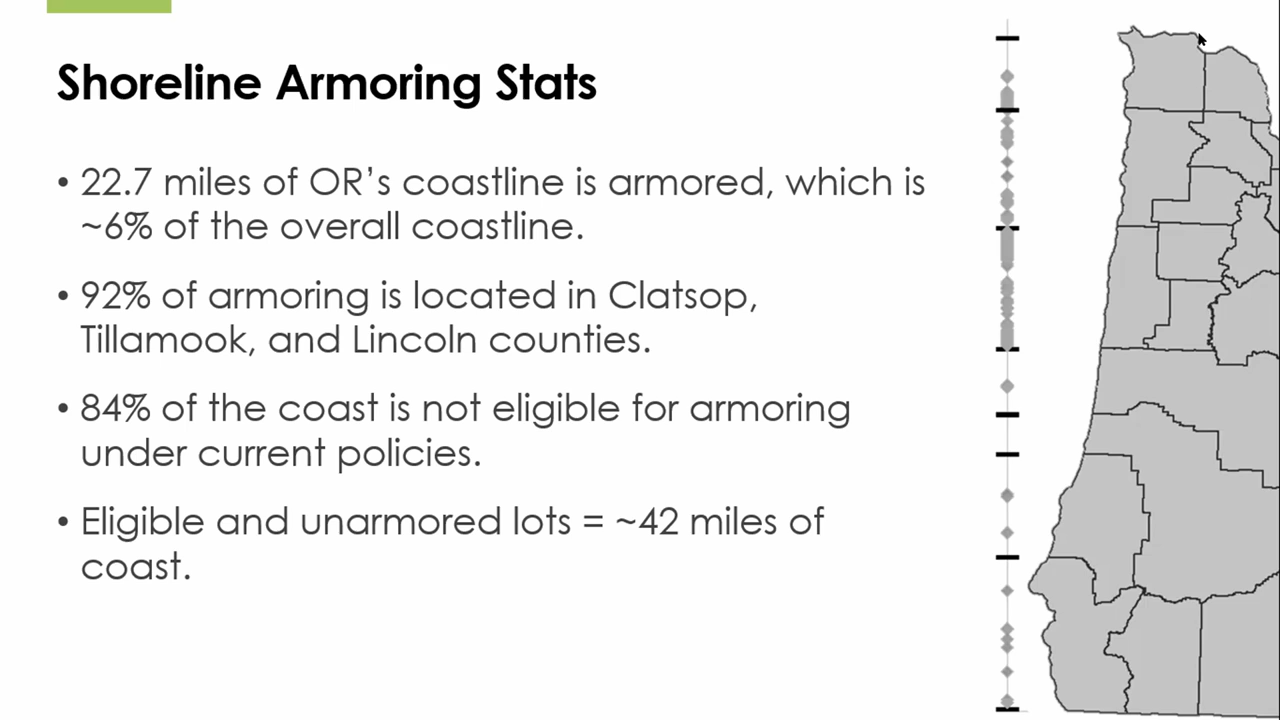 Shoreline Armoring Stats
• 22.7 miles of OR’s coastline is armored, which is
~6% of the overall coastline.
• 92% of armoring is located in Clatsop,
Tillamook, and Lincoln counties.
• 84% of the coast is not eligible for armoring
under current policies.
• Eligible and unarmored lots = ~42 miles of
coast.